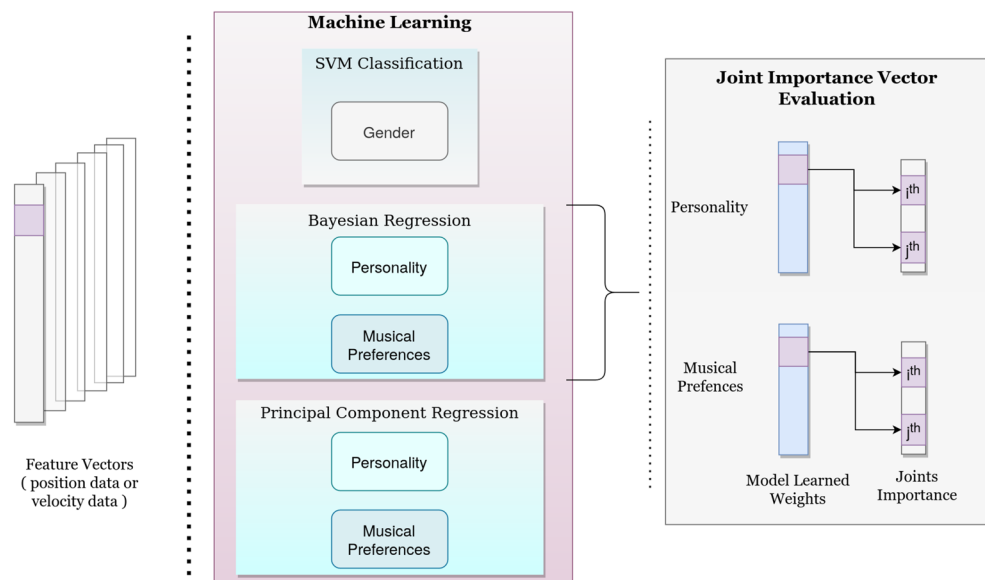 Machine Learning
SVM Classification
Gender
Bayesian Regression
Personality
Musical
Preferences
Principal Component Regression
Personality
Musical
Preferences
Feature Vectors
( position data or
velocity data )
Joint Importance Vector
Evaluation
Personality
ith
jth
Musical
Prefences
ith
jth
Model Learned
Weights
Joints
Importance